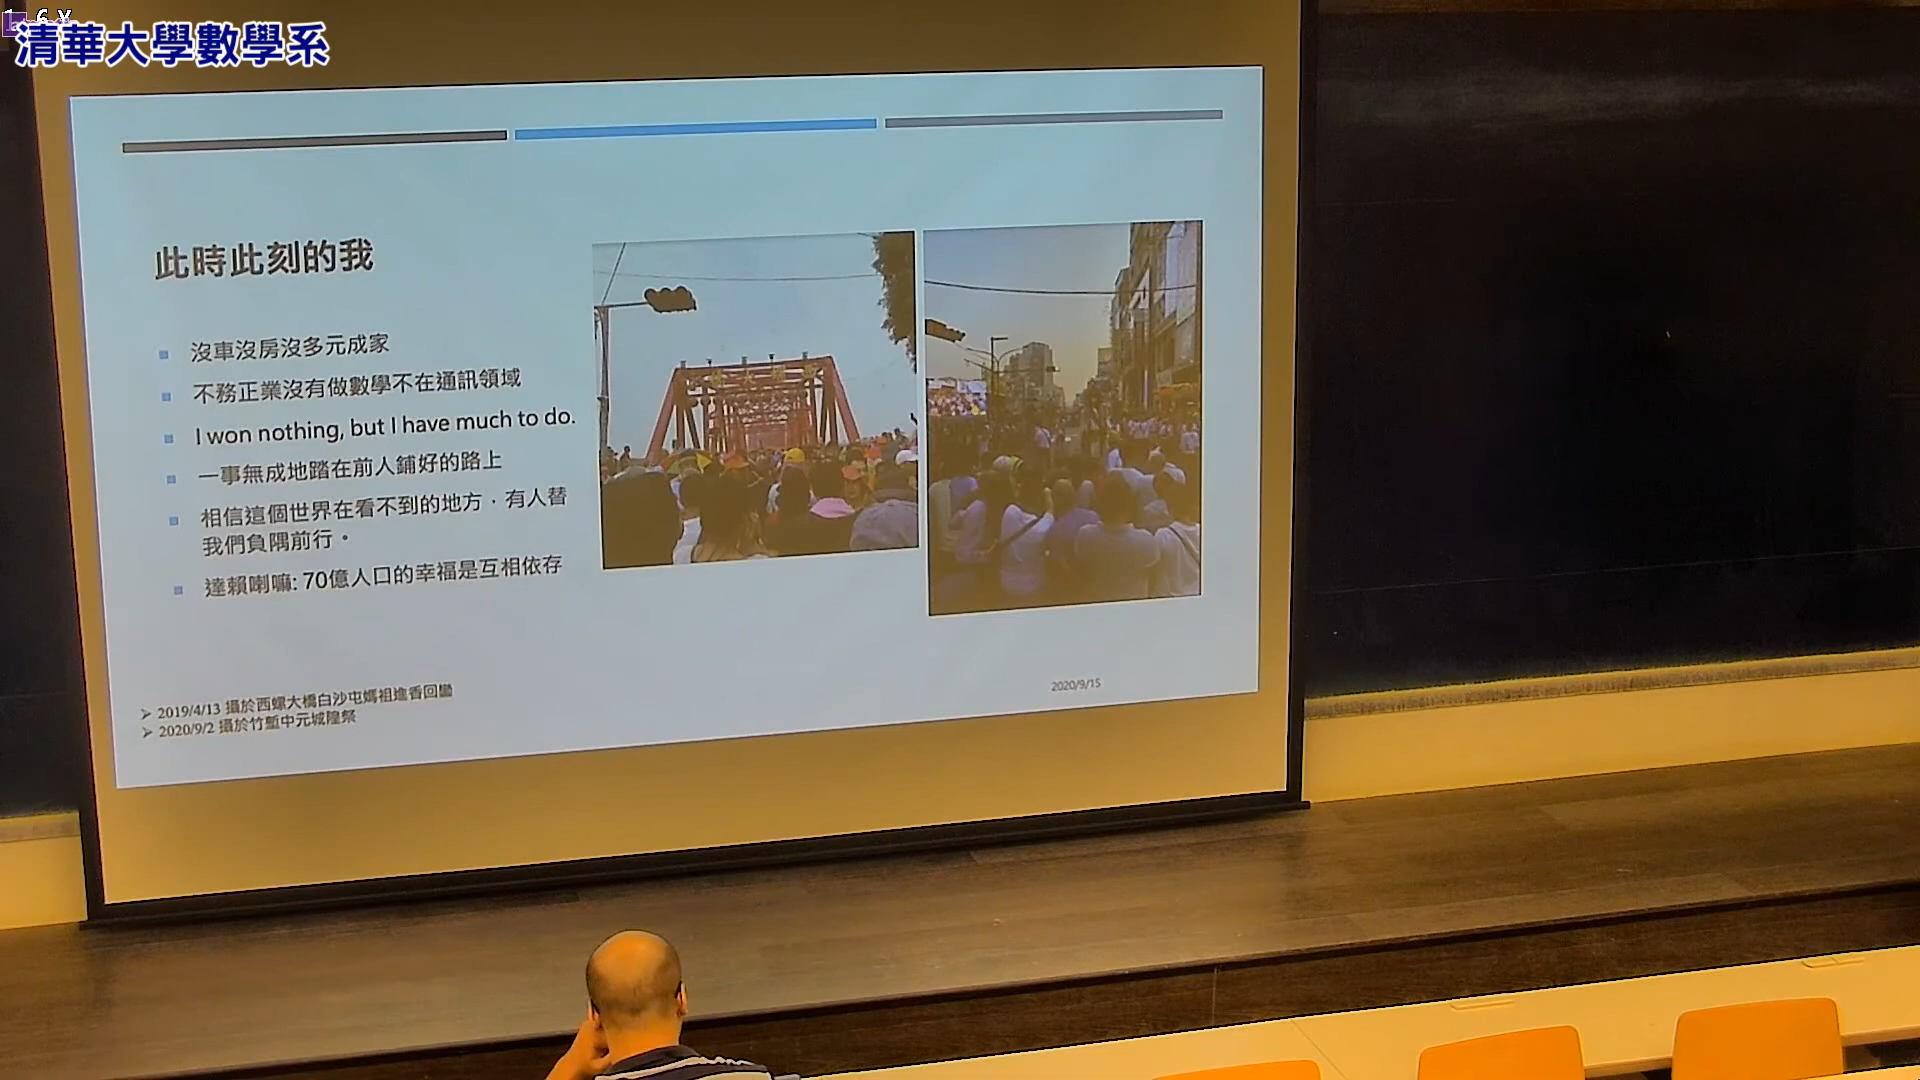 清華大學數學系
此時此刻的我
沒車沒房沒多元成家
不務正業沒有做數學不在通訊領域
I won nothing, but I have much to do.
一事無成地踏在前人鋪好的路上
相信這個世界在看不到的地方，有人替
我們負隅前行。
達賴喇嘛: 70億人口的幸福是互相依存
2019/4/13 攝於西螺大橋白沙屯媽祖進香回鑾
2020/9/2 攝於竹塹中元城隍祭
2020/9/15